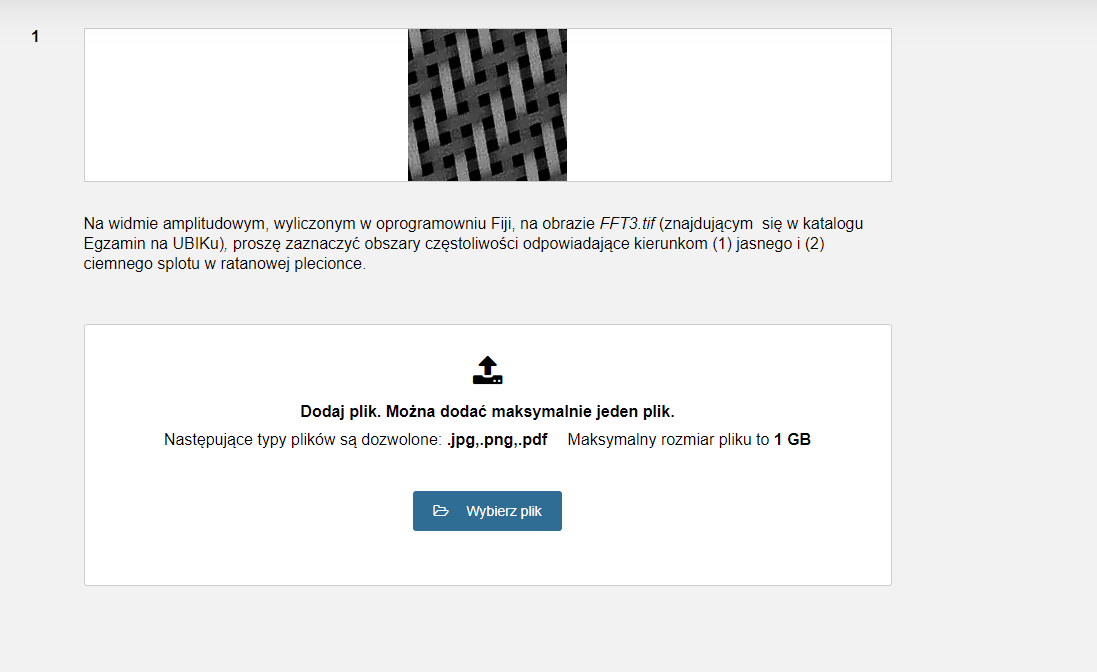 1
Na widmie amplitudowym, wyliczonym w oprogramowniu Fiji, na obrazie FFT3.tif (znajdującym się w katalogu
Egzamin na UBIKu), proszę zaznaczyć obszary częstoliwości odpowiadające kierunkom (1) jasnego i (2)
ciemnego splotu w ratanowej plecionce.
Dodaj plik. Można dodać maksymalnie jeden plik.
Następujące typy plików są dozwolone: .jpg,.png,.pdf Maksymalny rozmiar pliku to 1 GB
Wybierz plik